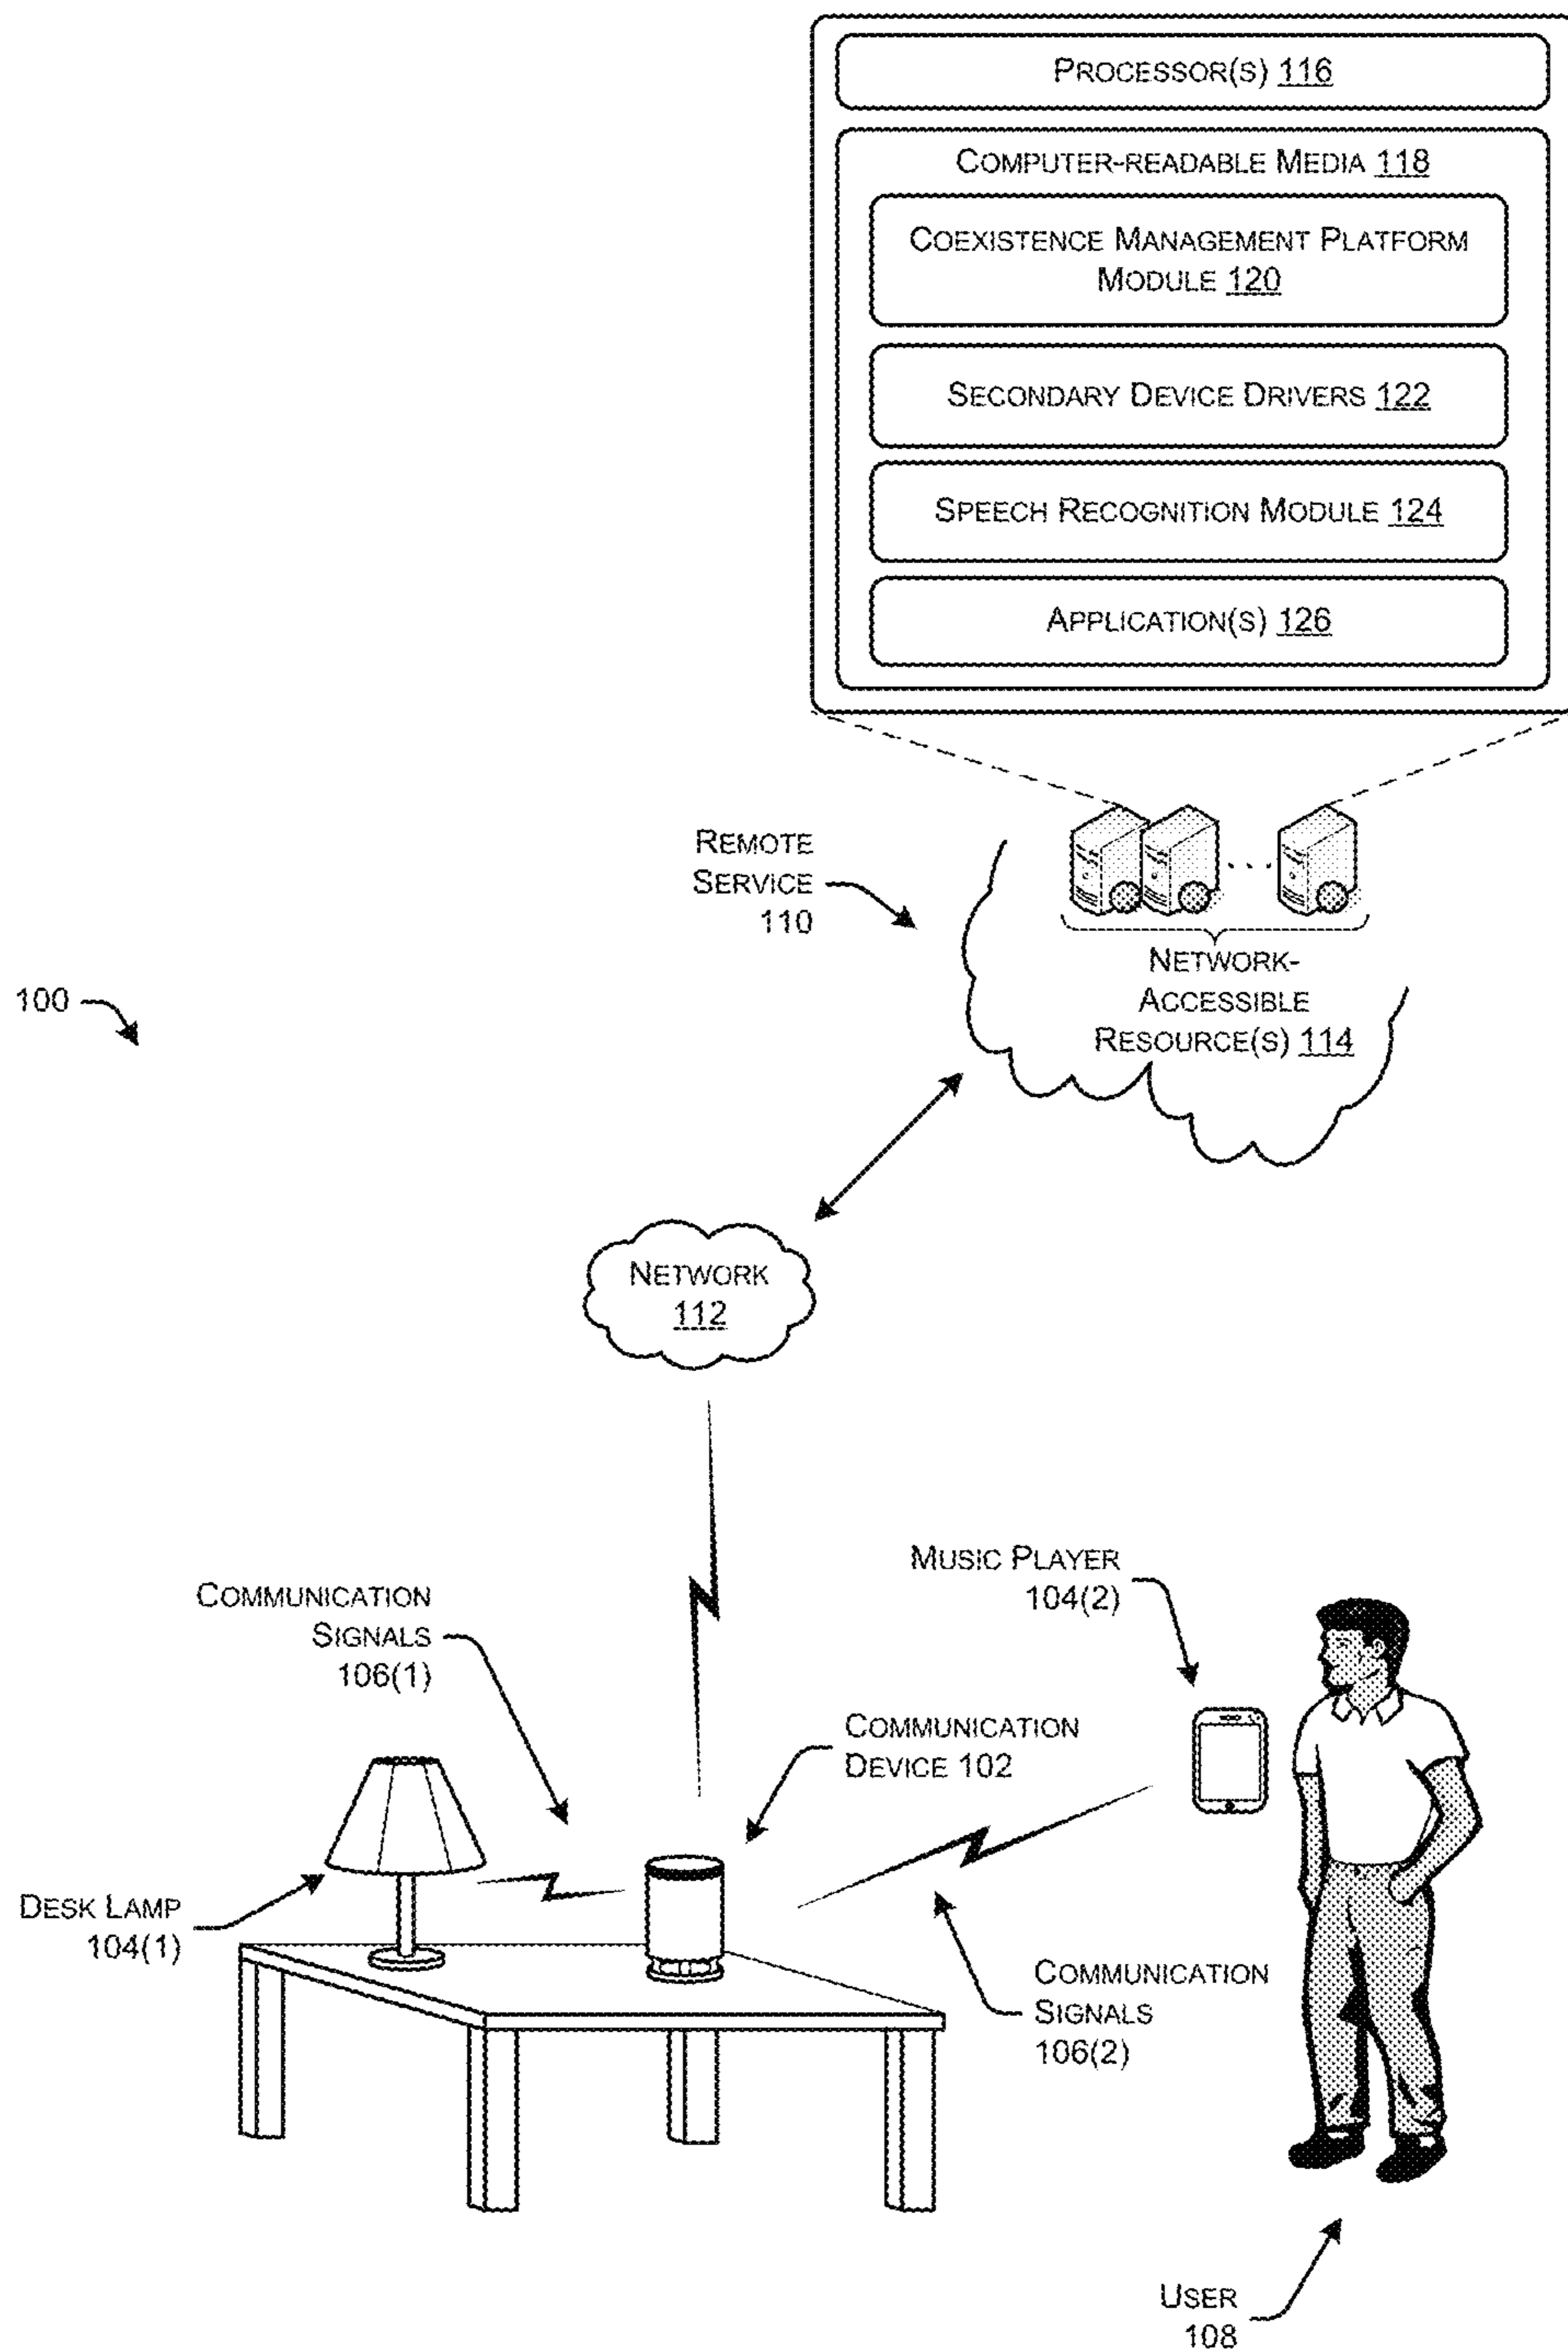 PROCESSOR(S) 116
COMPUTER-READABLE MEDIA 118
COEXISTENCE MANAGEMENT PLATFORM
MODULE 120
SECONDARY DEVICE DRIVERS 122
SPEECH RECOGNITION MODULE 124
APPLICATION(S) 126
REMOTE
SERVICE
110
NETWORK-
ACCESSIBLE
RESOURCE(S) 114
100
NETWORK
112
MUSIC PLAYER
104(2)
COMMUNICATION
SIGNALS
106(1)
COMMUNICATION
DEVICE 102
DESK LAMP
104(1)
COMMUNICATION
SIGNALS
106(2)
USER
108